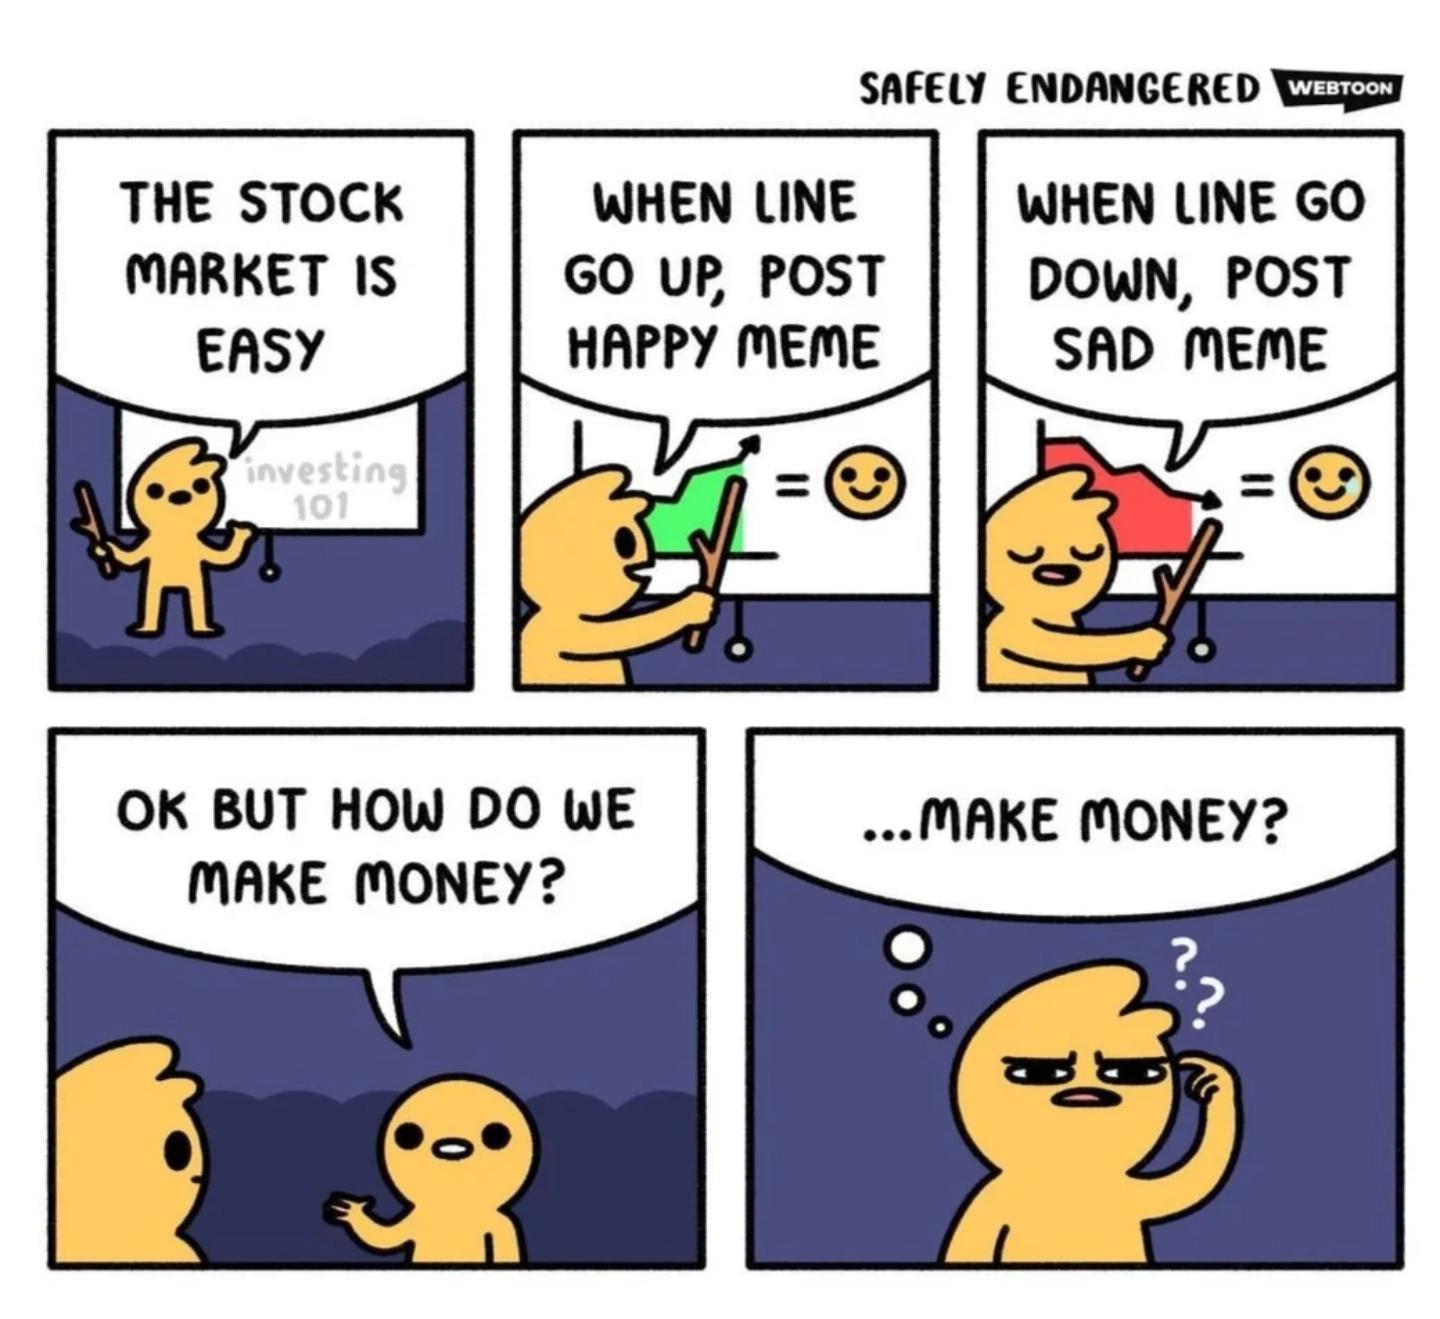 SAFELY ENDANGERED WEBTOON
THE STOCK
MARKET IS
EASY
investing
101
WHEN LINE
GO UP, POST
HAPPY MEME
=
WHEN LINE GO
DOWN, POST
SAD MEME
=
OK BUT HOW DO WE
MAKE MONEY?
...MAKE MONEY?
?
?